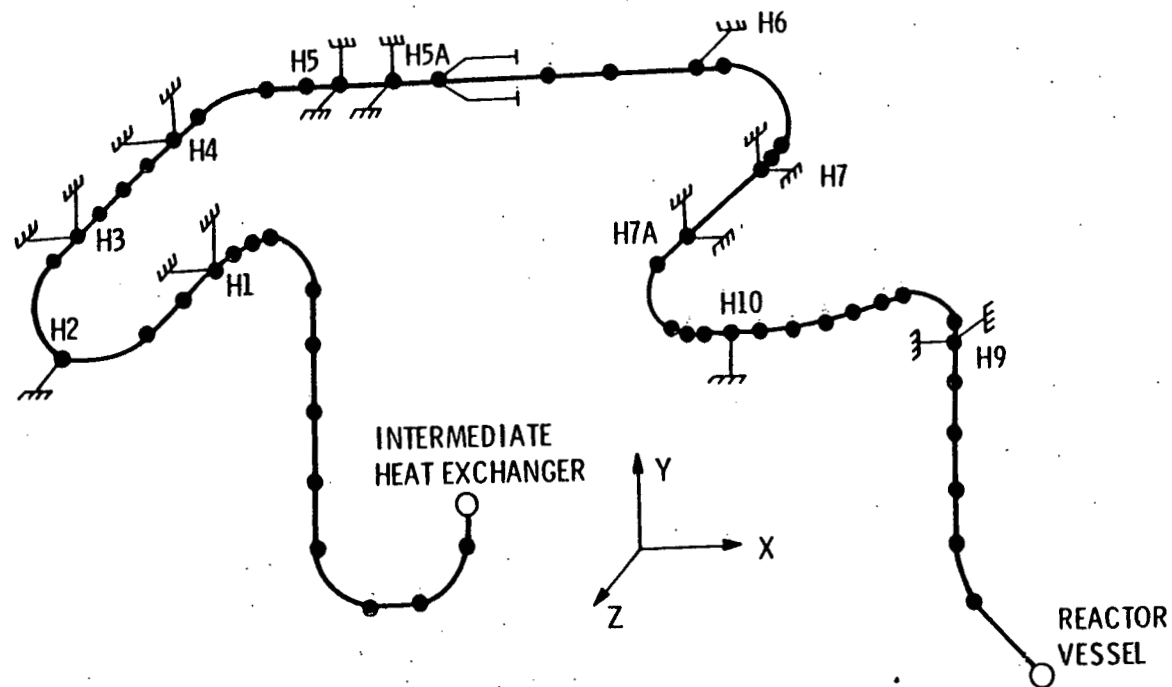 H6
H5
H5A
H4
H7
H3
H7A
H1
H10
H2
H9
INTERMEDIATE
HEAT EXCHANGER
Y
X
Z
REACTOR
VESSEL